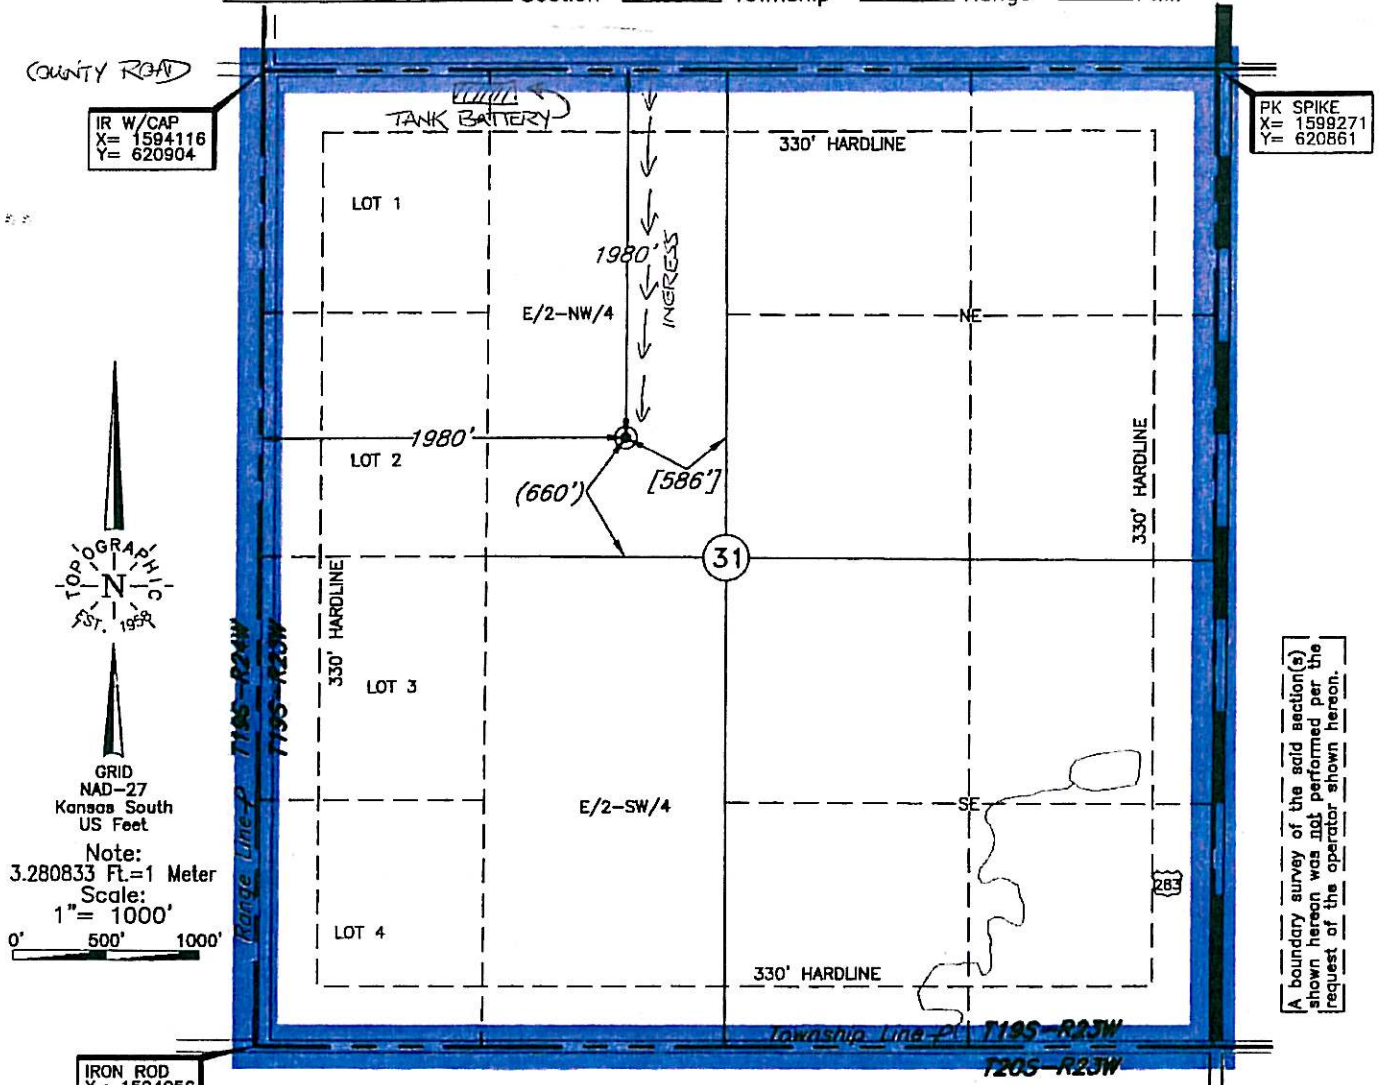 COUNTY ROAD
IR W/CAP
X= 1594116
Y= 620904
PK SPIKE
X= 1599271
Y= 620861
TANK BATTERY
330' HARDLINE
LOT 1
1980'
INGRESS
E/2-NW/4
NE
1980'
LOT 2
(660')
[586']
330' HARDLINE
31
TOPOGRAPHIC
N
EST. 1958
330' HARDLINE
LOT 3
T19S-R24W
T19S-R23W
Range Line-P
GRID
NAD-27
Kansas South
US Feet
Note:
3.280833 Ft.=1 Meter
Scale:
1"= 1000'
0' 500' 1000'
E/2-SW/4
SE
283
LOT 4
330' HARDLINE
A boundary survey of the said section(s)
shown hereon was not performed per the
request of the operator shown hereon.
Township Line-P
T19S-R23W
T20S-R23W
IRON ROD